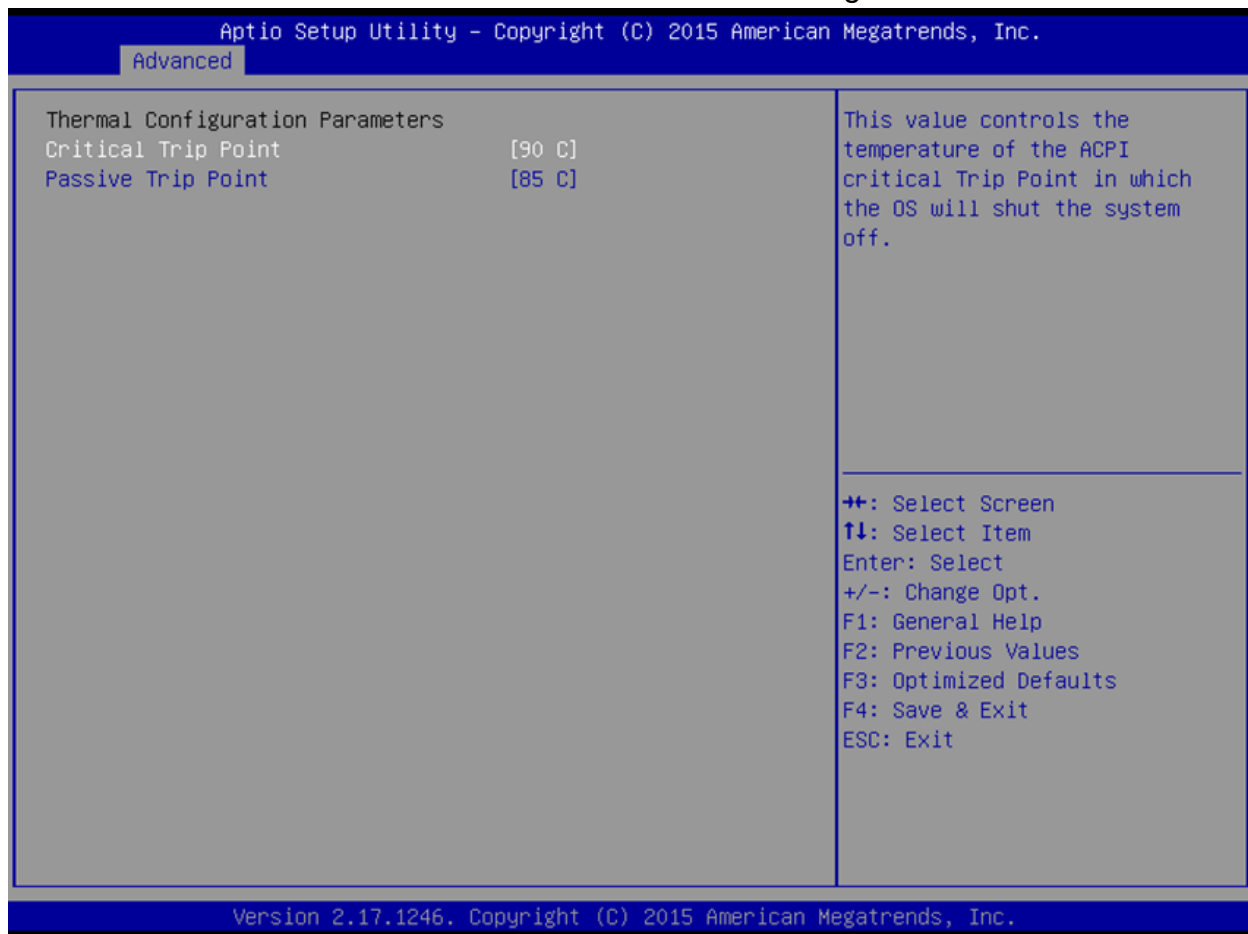 Aptio Setup Utility – Copyright (C) 2015 American Megatrends, Inc.
Advanced
Thermal Configuration Parameters
Critical Trip Point [90 C]
Passive Trip Point [85 C]
This value controls the
temperature of the ACPI
critical Trip Point in which
the OS will shut the system
off.
→←: Select Screen
↑↓: Select Item
Enter: Select
+/-: Change Opt.
F1: General Help
F2: Previous Values
F3: Optimized Defaults
F4: Save & Exit
ESC: Exit
Version 2.17.1246. Copyright (C) 2015 American Megatrends, Inc.